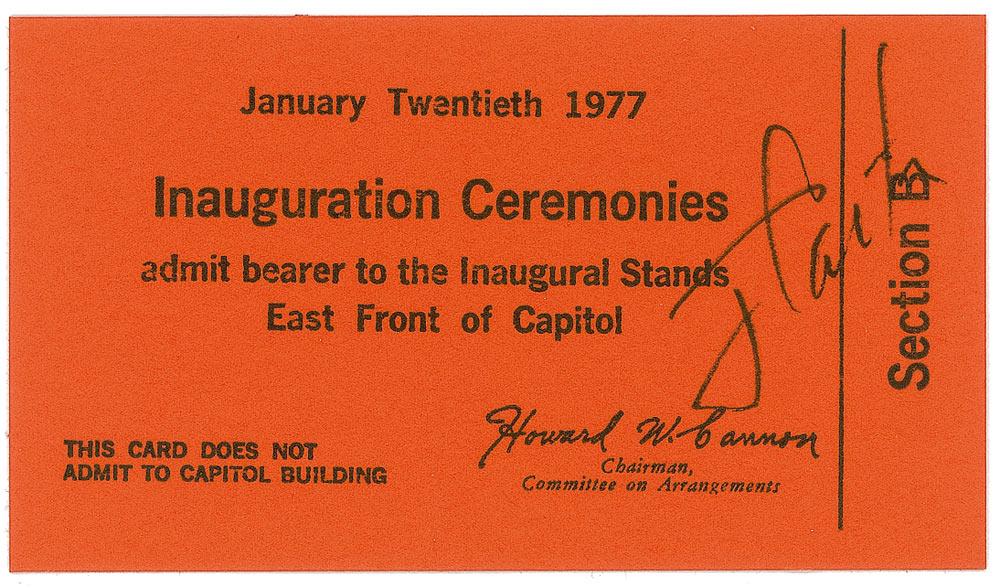 January Twentieth 1977
Inauguration Ceremonies
admit bearer to the Inaugural Stands
East Front of Capitol
THIS CARD DOES NOT
ADMIT TO CAPITOL BUILDING
Howard W. Cannon
Chairman,
Committee on Arrangements
Section B